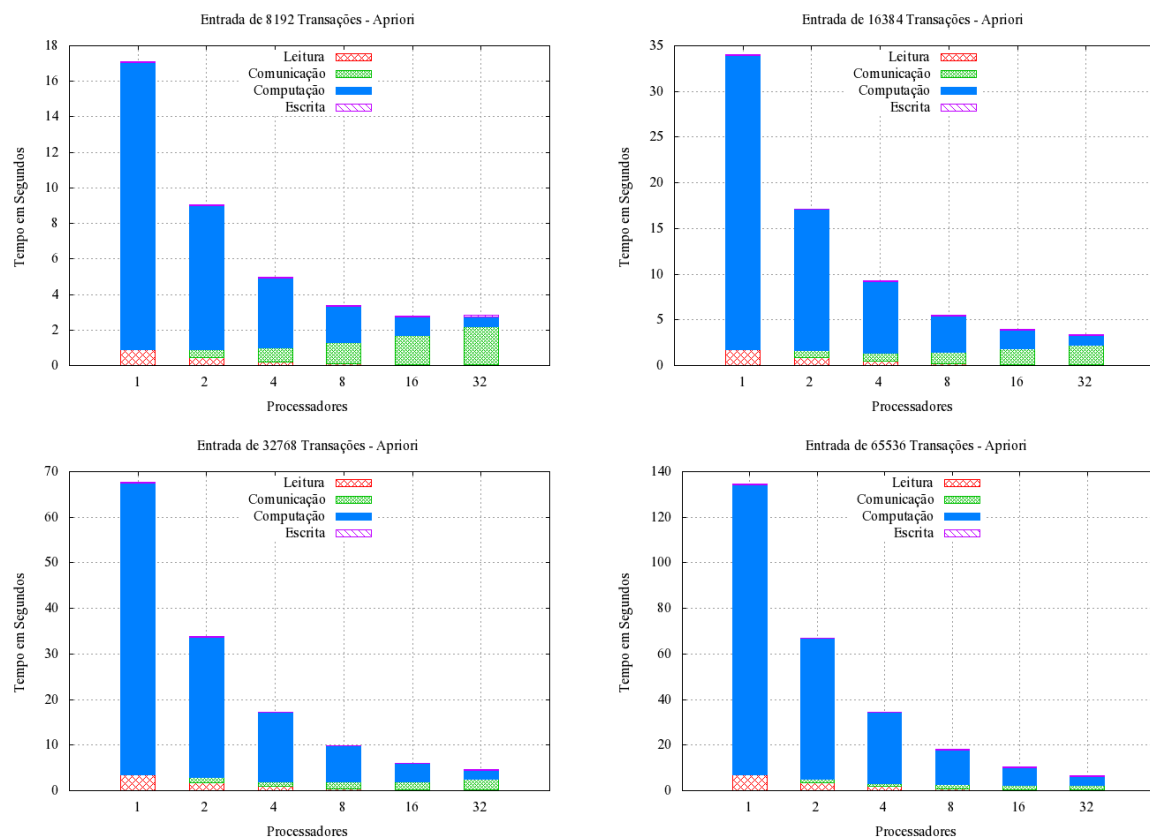 Entrada de 8192 Transações - Apriori
Tempo em Segundos
18
16
14
12
10
8
6
4
2
0
Leitura
Comunicação
Computação
Escrita
1 2 4 8 16 32
Processadores
Entrada de 16384 Transações - Apriori
Tempo em Segundos
35
30
25
20
15
10
5
0
Leitura
Comunicação
Computação
Escrita
1 2 4 8 16 32
Processadores
Entrada de 32768 Transações - Apriori
Tempo em Segundos
70
60
50
40
30
20
10
0
Leitura
Comunicação
Computação
Escrita
1 2 4 8 16 32
Processadores
Entrada de 65536 Transações - Apriori
Tempo em Segundos
140
120
100
80
60
40
20
0
Leitura
Comunicação
Computação
Escrita
1 2 4 8 16 32
Processadores